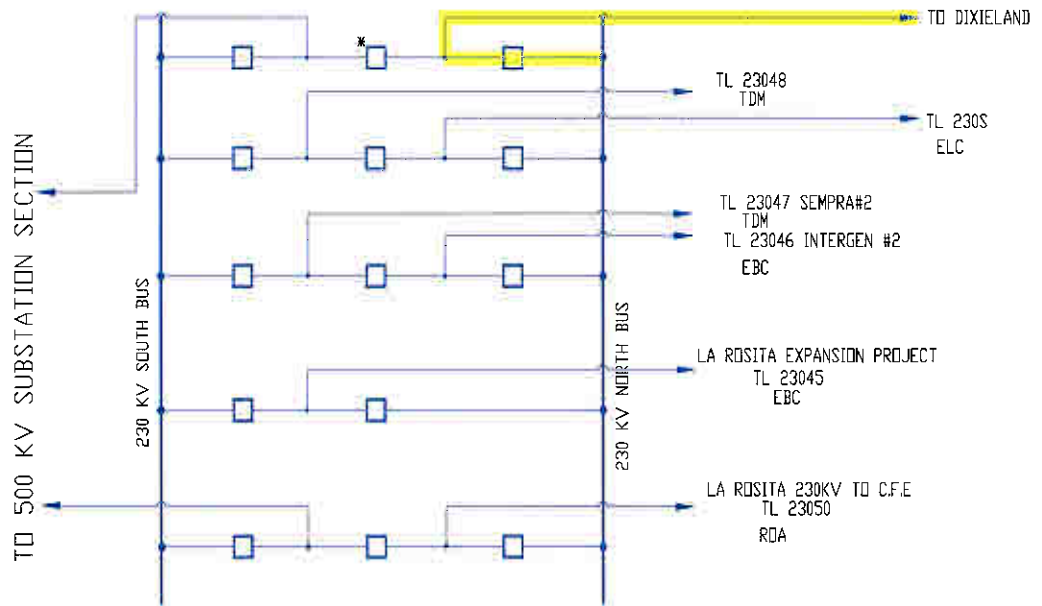 TO DIXIELAND
*
TL 23048
TDM
TL 230S
ELC
TL 23047 SEMPRA#2
TDM
TL 23046 INTERGEN #2
EBC
LA ROSITA EXPANSION PROJECT
TL 23045
EBC
LA ROSITA 230KV TO C.F.E
TL 23050
ROA
TO 500 KV SUBSTATION SECTION
230 KV SOUTH BUS
230 KV NORTH BUS